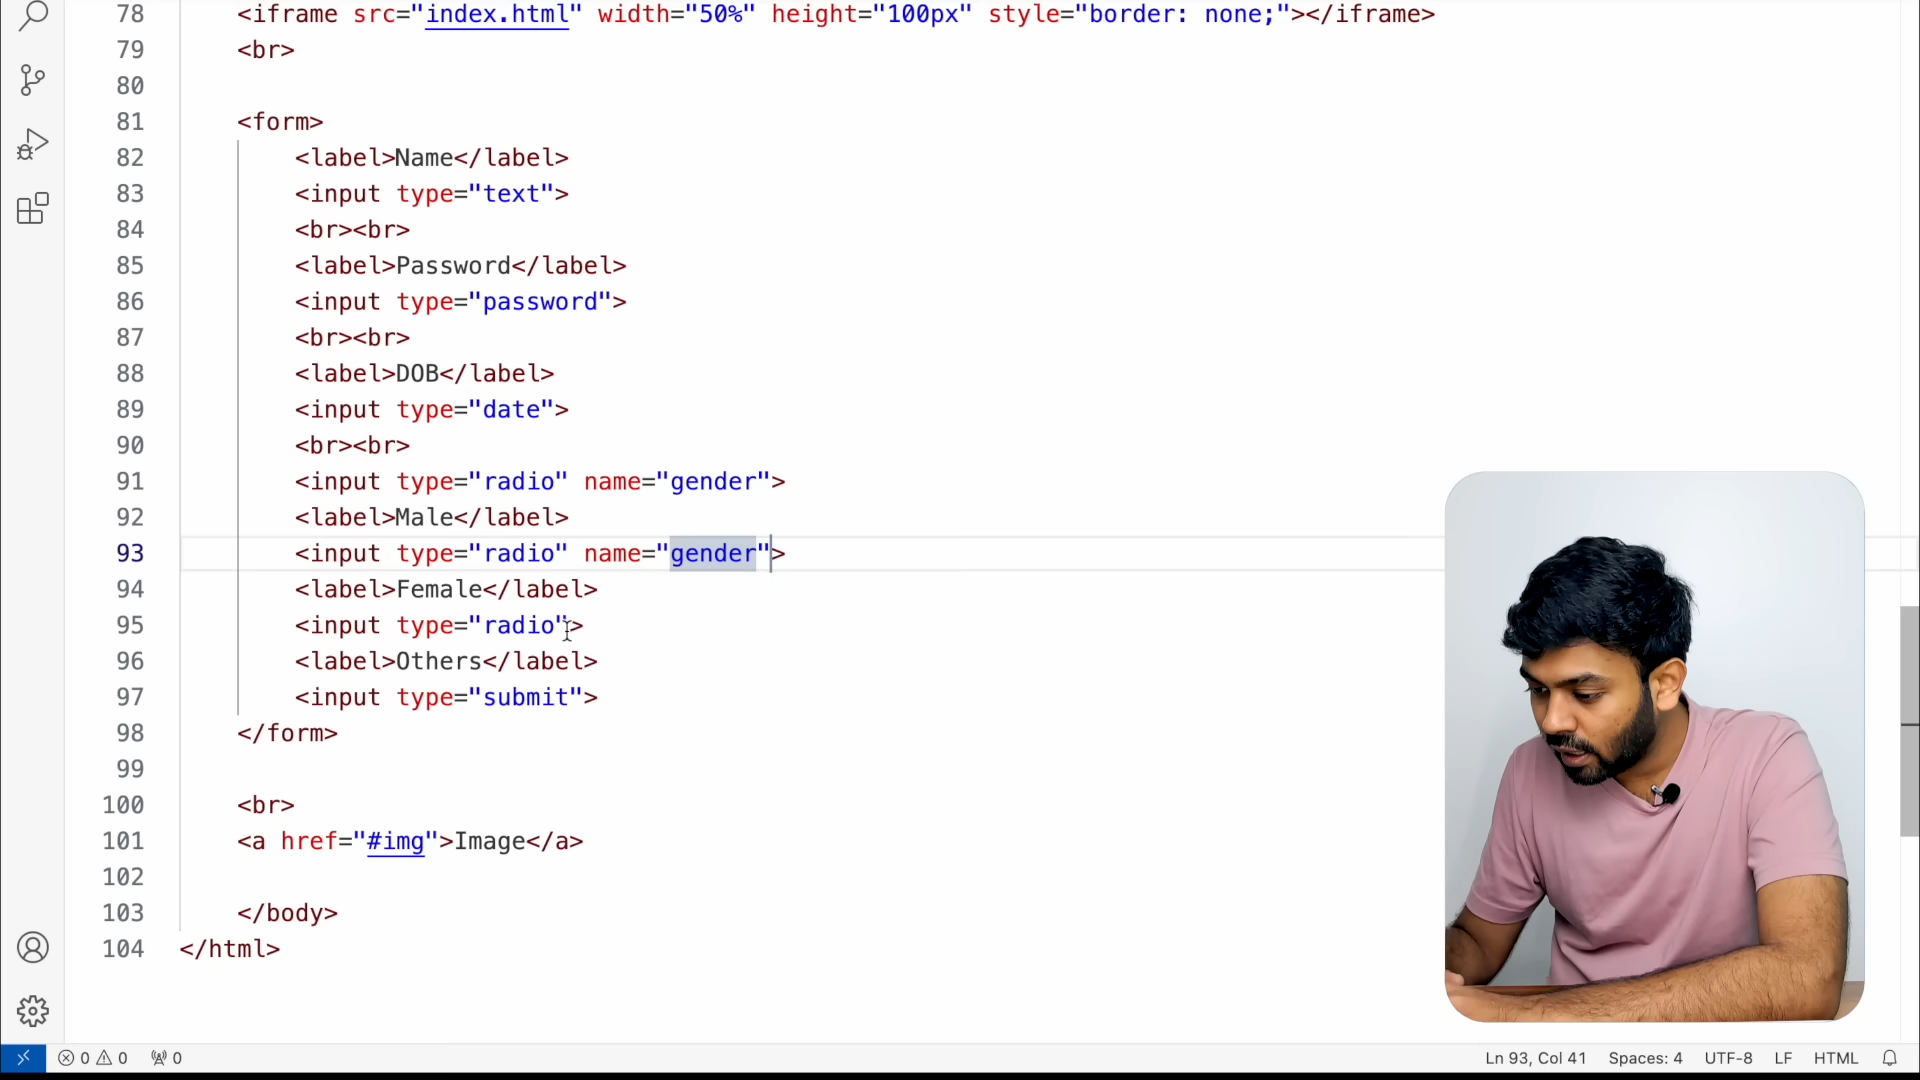 78 <iframe src="index.html" width="50%" height="100px" style="border: none;"></iframe>
79 <br>
80
81 <form>
82 <label>Name</label>
83 <input type="text">
84 <br><br>
85 <label>Password</label>
86 <input type="password">
87 <br><br>
88 <label>DOB</label>
89 <input type="date">
90 <br><br>
91 <input type="radio" name="gender">
92 <label>Male</label>
93 <input type="radio" name="gender">
94 <label>Female</label>
95 <input type="radio">
96 <label>Others</label>
97 <input type="submit">
98 </form>
99
100 <br>
101 <a href="#img">Image</a>
102
103 </body>
104 </html>
0 0 0 Ln 93, Col 41 Spaces: 4 UTF-8 LF HTML